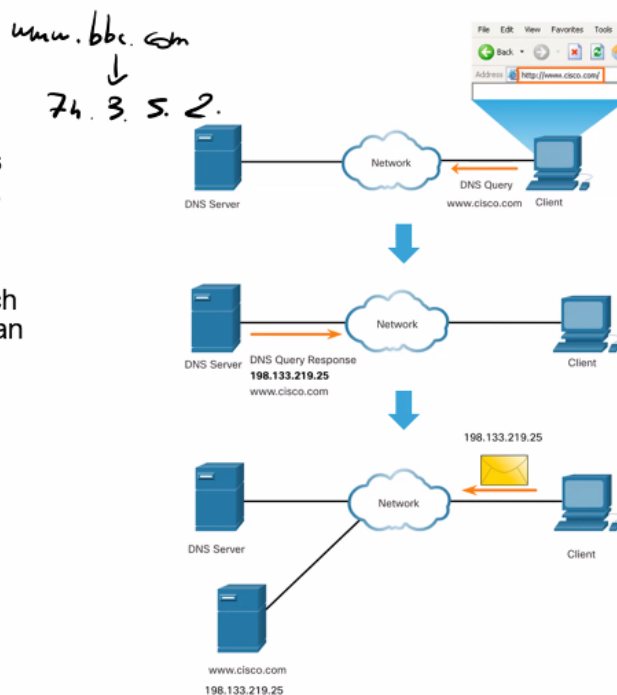 www.bbc.com
74.3.5.2.
File Edit View Favorites Tools
Back
Address http://www.cisco.com/
Network
DNS Server
DNS Query
www.cisco.com
Client
ch
an
Network
DNS Server
DNS Query Response
198.133.219.25
www.cisco.com
Client
198.133.219.25
Network
DNS Server
Client
www.cisco.com
198.133.219.25